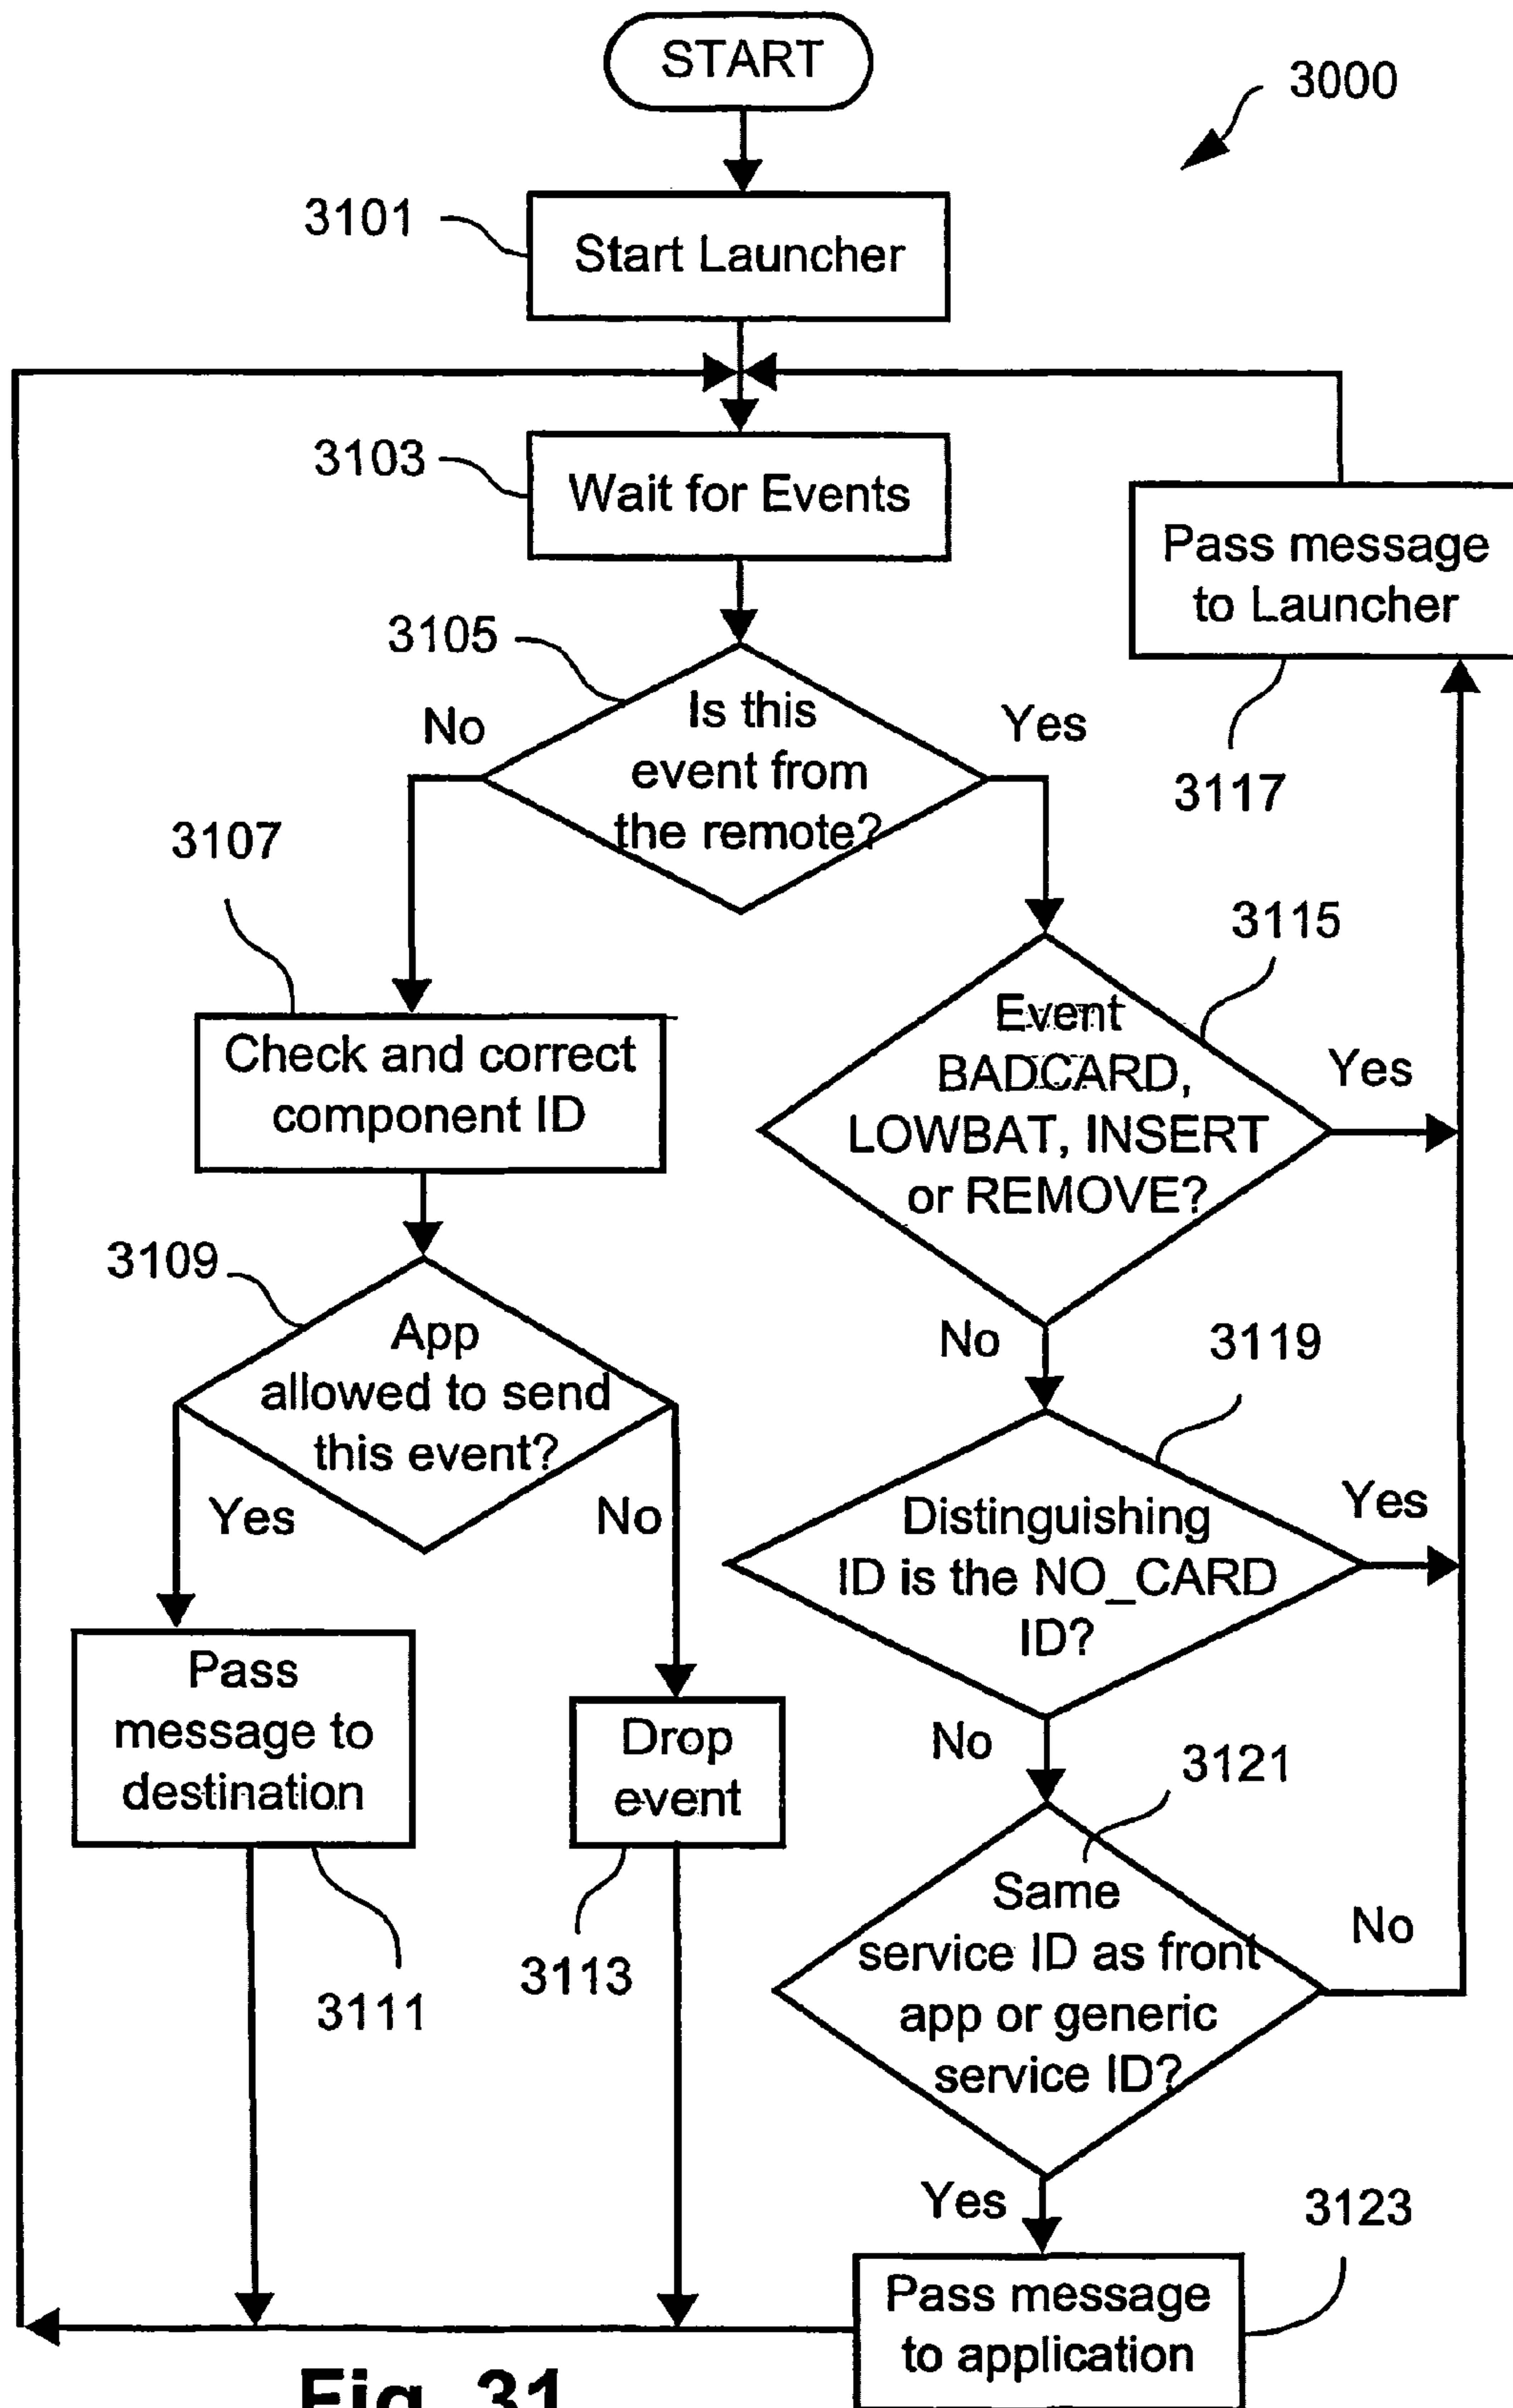 START
3000
3101
Start Launcher
3103
Wait for Events
Pass message
to Launcher
3117
3105
No
Is this
event from
the remote?
Yes
3107
Check and correct
component ID
3115
Event
BADCARD,
LOWBAT, INSERT
or REMOVE?
Yes
No
3109
App
allowed to send
this event?
Yes
No
3119
Distinguishing
ID is the NO_CARD
ID?
Yes
No
Pass
message to
destination
3111
Drop
event
3113
3121
Same
service ID as front
app or generic
service ID?
No
Yes
3123
Pass message
to application
Fig. 31